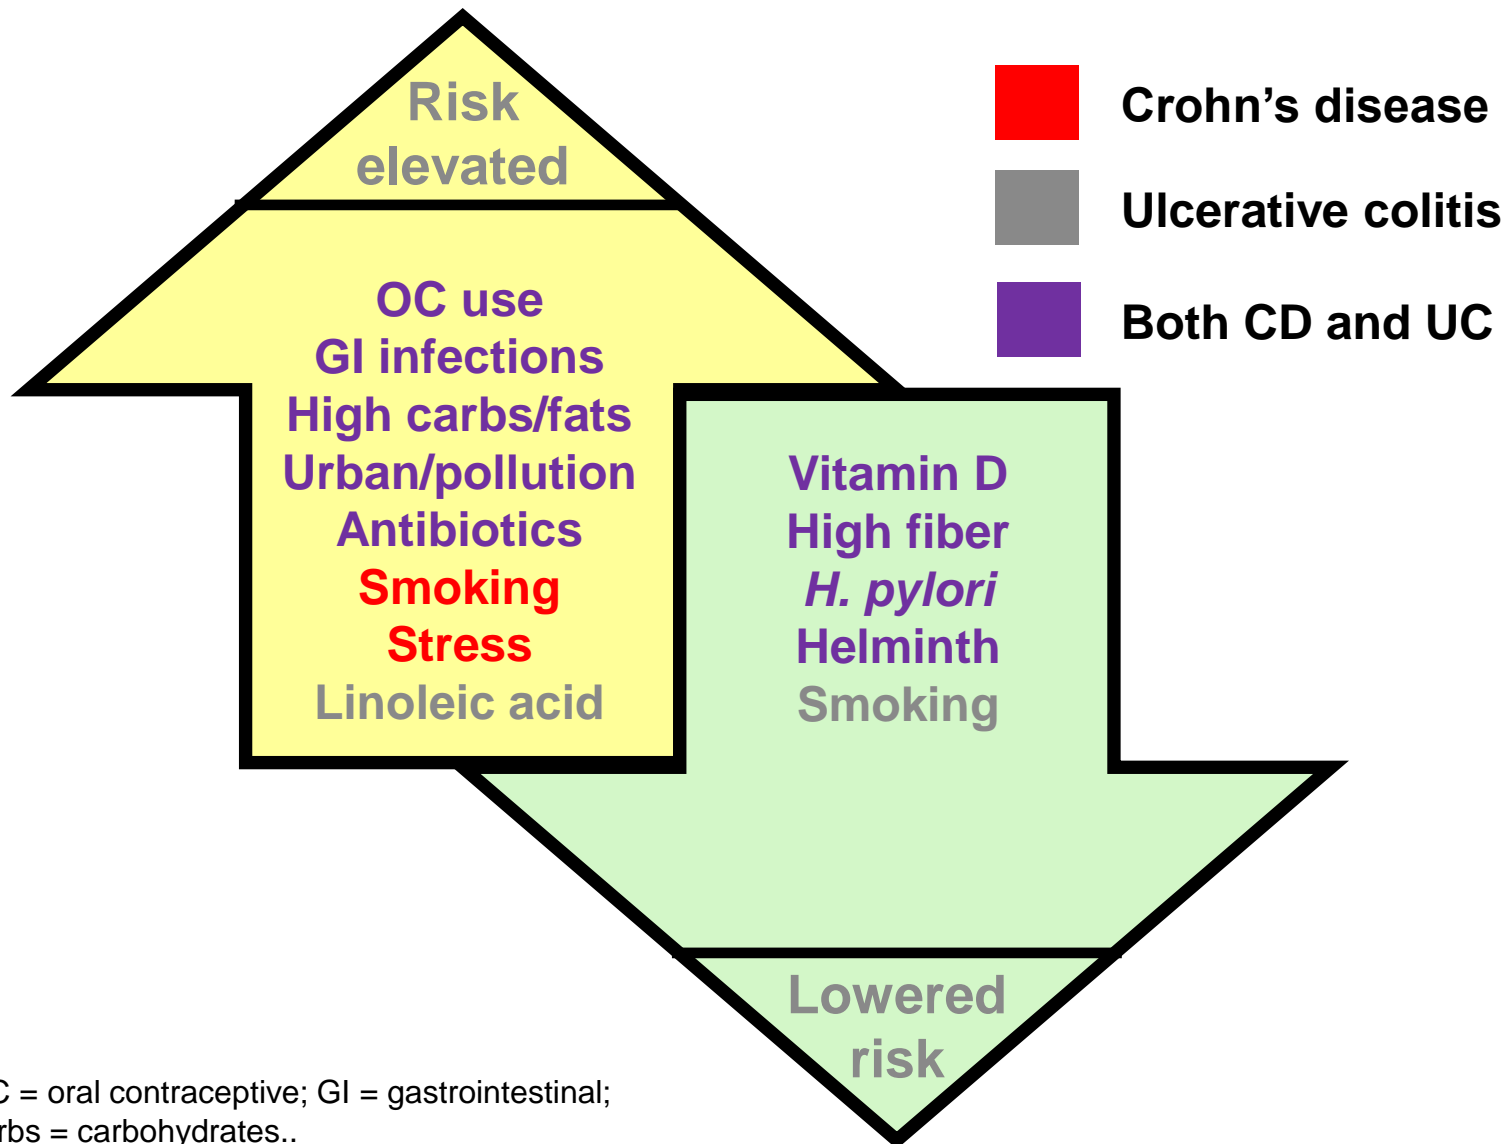 Risk
elevated
OC use
GI infections
High carbs/fats
Urban/pollution
Antibiotics
Smoking
Stress
Linoleic acid
Crohn’s disease
Ulcerative colitis
Both CD and UC
Vitamin D
High fiber
H. pylori
Helminth
Smoking
Lowered
risk
C = oral contraceptive; GI = gastrointestinal;
rbs = carbohydrates..